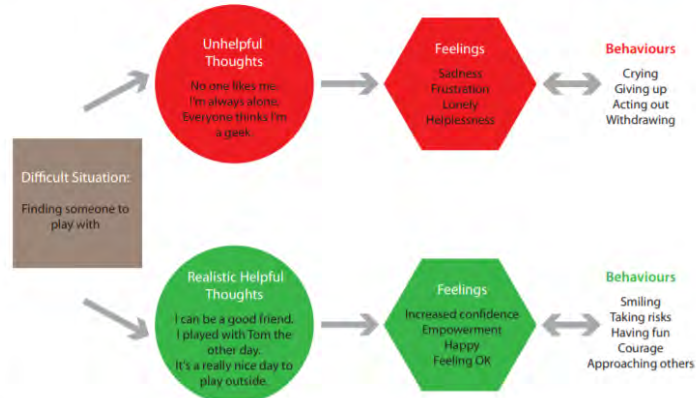 Unhelpful
Thoughts
No one likes me.
I'm always alone.
Everyone thinks I'm
a geek
Feelings
Sadness
Frustration
Lonely
Helplessness
Behaviours
Crying
Giving up
Acting out
Withdrawing
Difficult Situation:
Finding someone to
play with
Realistic Helpful
Thoughts
I can be a good friend.
I played with Tom the
other day.
It's a really nice day to
play outside.
Feelings
Increased confidence
Empowerment
Happy
Feeling OK
Behaviours
Smiling
Taking risks
Having fun
Courage
Approaching others